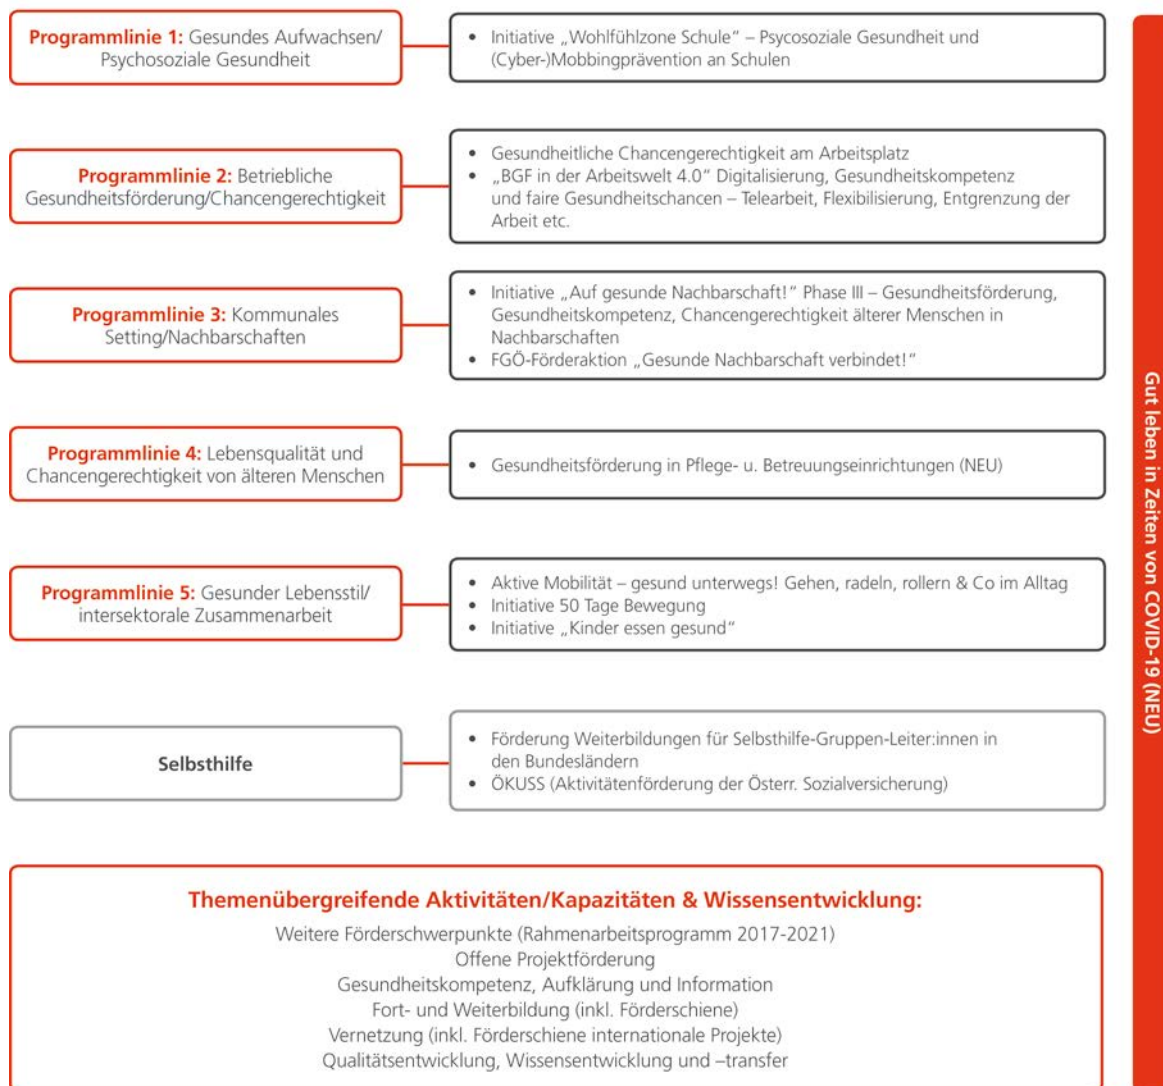 Programmlinie 1: Gesundes Aufwachsen/
Psychosoziale Gesundheit
• Initiative „Wohlfühlzone Schule“ – Psycosoziale Gesundheit und
(Cyber-)Mobbingprävention an Schulen
Programmlinie 2: Betriebliche
Gesundheitsförderung/Chancengerechtigkeit
• Gesundheitliche Chancengerechtigkeit am Arbeitsplatz
• „BGF in der Arbeitswelt 4.0“ Digitalisierung, Gesundheitskompetenz
und faire Gesundheitschancen – Telearbeit, Flexibilisierung, Entgrenzung der
Arbeit etc.
Programmlinie 3: Kommunales
Setting/Nachbarschaften
• Initiative „Auf gesunde Nachbarschaft!“ Phase III – Gesundheitsförderung,
Gesundheitskompetenz, Chancengerechtigkeit älterer Menschen in
Nachbarschaften
• FGÖ-Förderaktion „Gesunde Nachbarschaft verbindet!“
Programmlinie 4: Lebensqualität und
Chancengerechtigkeit von älteren Menschen
• Gesundheitsförderung in Pflege- u. Betreuungseinrichtungen (NEU)
Programmlinie 5: Gesunder Lebensstil/
intersektorale Zusammenarbeit
• Aktive Mobilität – gesund unterwegs! Gehen, radeln, rollern & Co im Alltag
• Initiative 50 Tage Bewegung
• Initiative „Kinder essen gesund“
Selbsthilfe
• Förderung Weiterbildungen für Selbsthilfe-Gruppen-Leiter:innen in
den Bundesländern
• ÖKUSS (Aktivitätenförderung der Österr. Sozialversicherung)
Themenübergreifende Aktivitäten/Kapazitäten & Wissensentwicklung:
Weitere Förderschwerpunkte (Rahmenarbeitsprogramm 2017-2021)
Offene Projektförderung
Gesundheitskompetenz, Aufklärung und Information
Fort- und Weiterbildung (inkl. Förderschiene)
Vernetzung (inkl. Förderschiene internationale Projekte)
Qualitätsentwicklung, Wissensentwicklung und –transfer
Gut leben in Zeiten von COVID-19 (NEU)